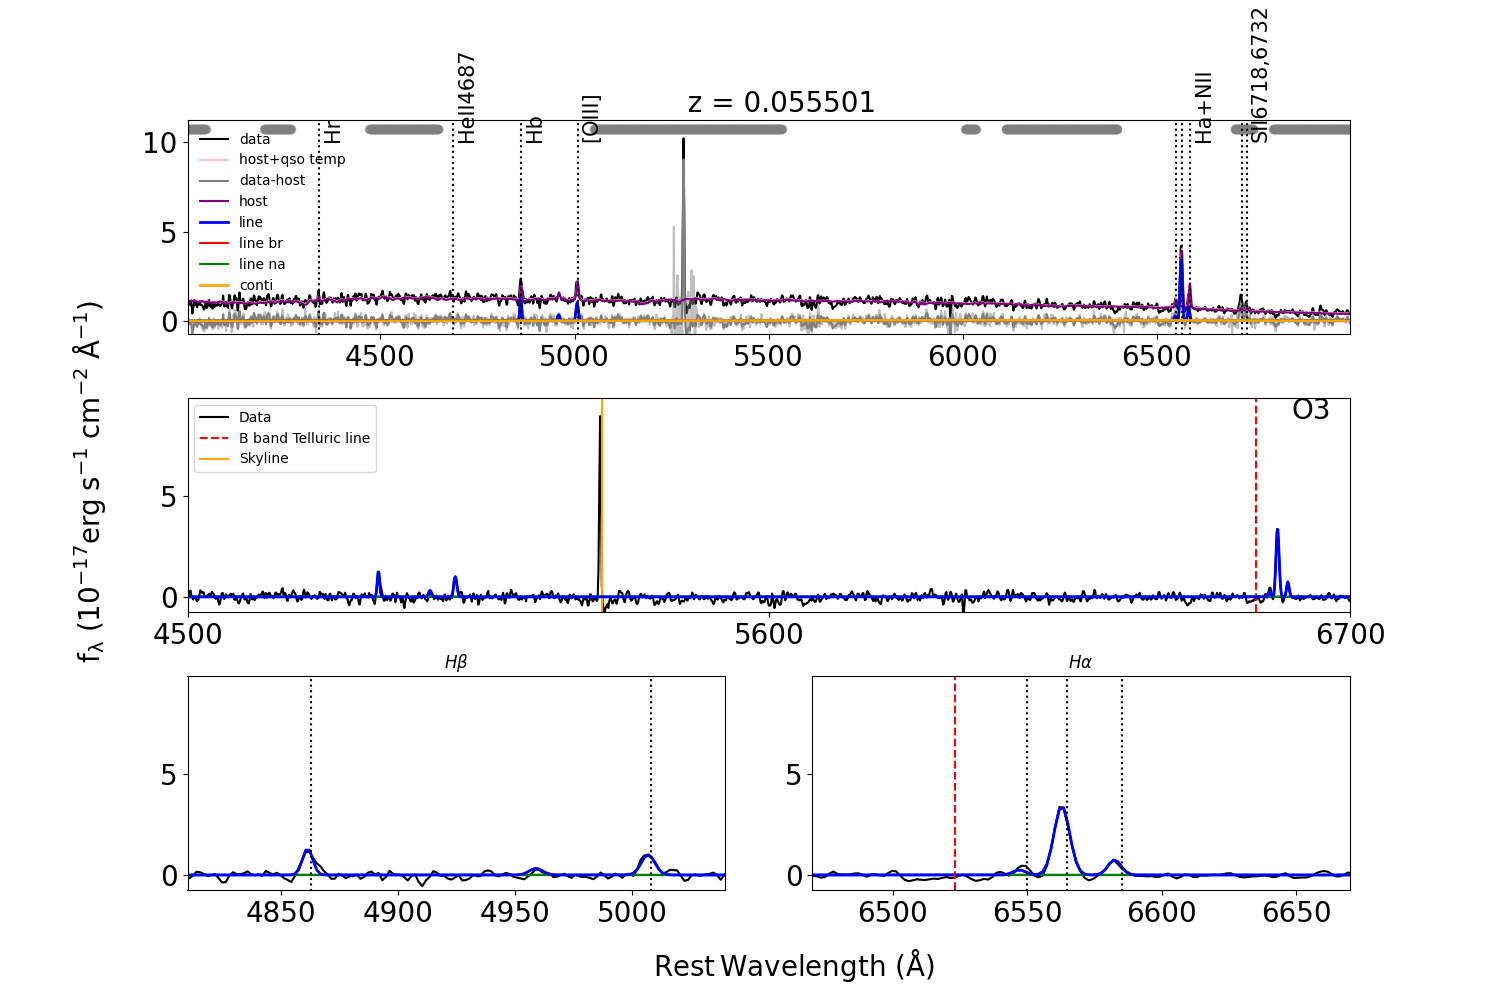 z = 0.055501
Hr
HeII4687
Hb
[OIII]
Ha+NII
SII6718,6732
data
host+qso temp
data-host
host
line
line br
line na
conti
10
5
0
4500
5000
5500
6000
6500
fλ (10⁻¹⁷erg s⁻¹ cm⁻² Å⁻¹)
Data
B band Telluric line
Skyline
O3
5
0
4500
5600
6700
Hβ
5
0
4850
4900
4950
5000
Hα
5
0
6500
6550
6600
6650
Rest Wavelength (Å)